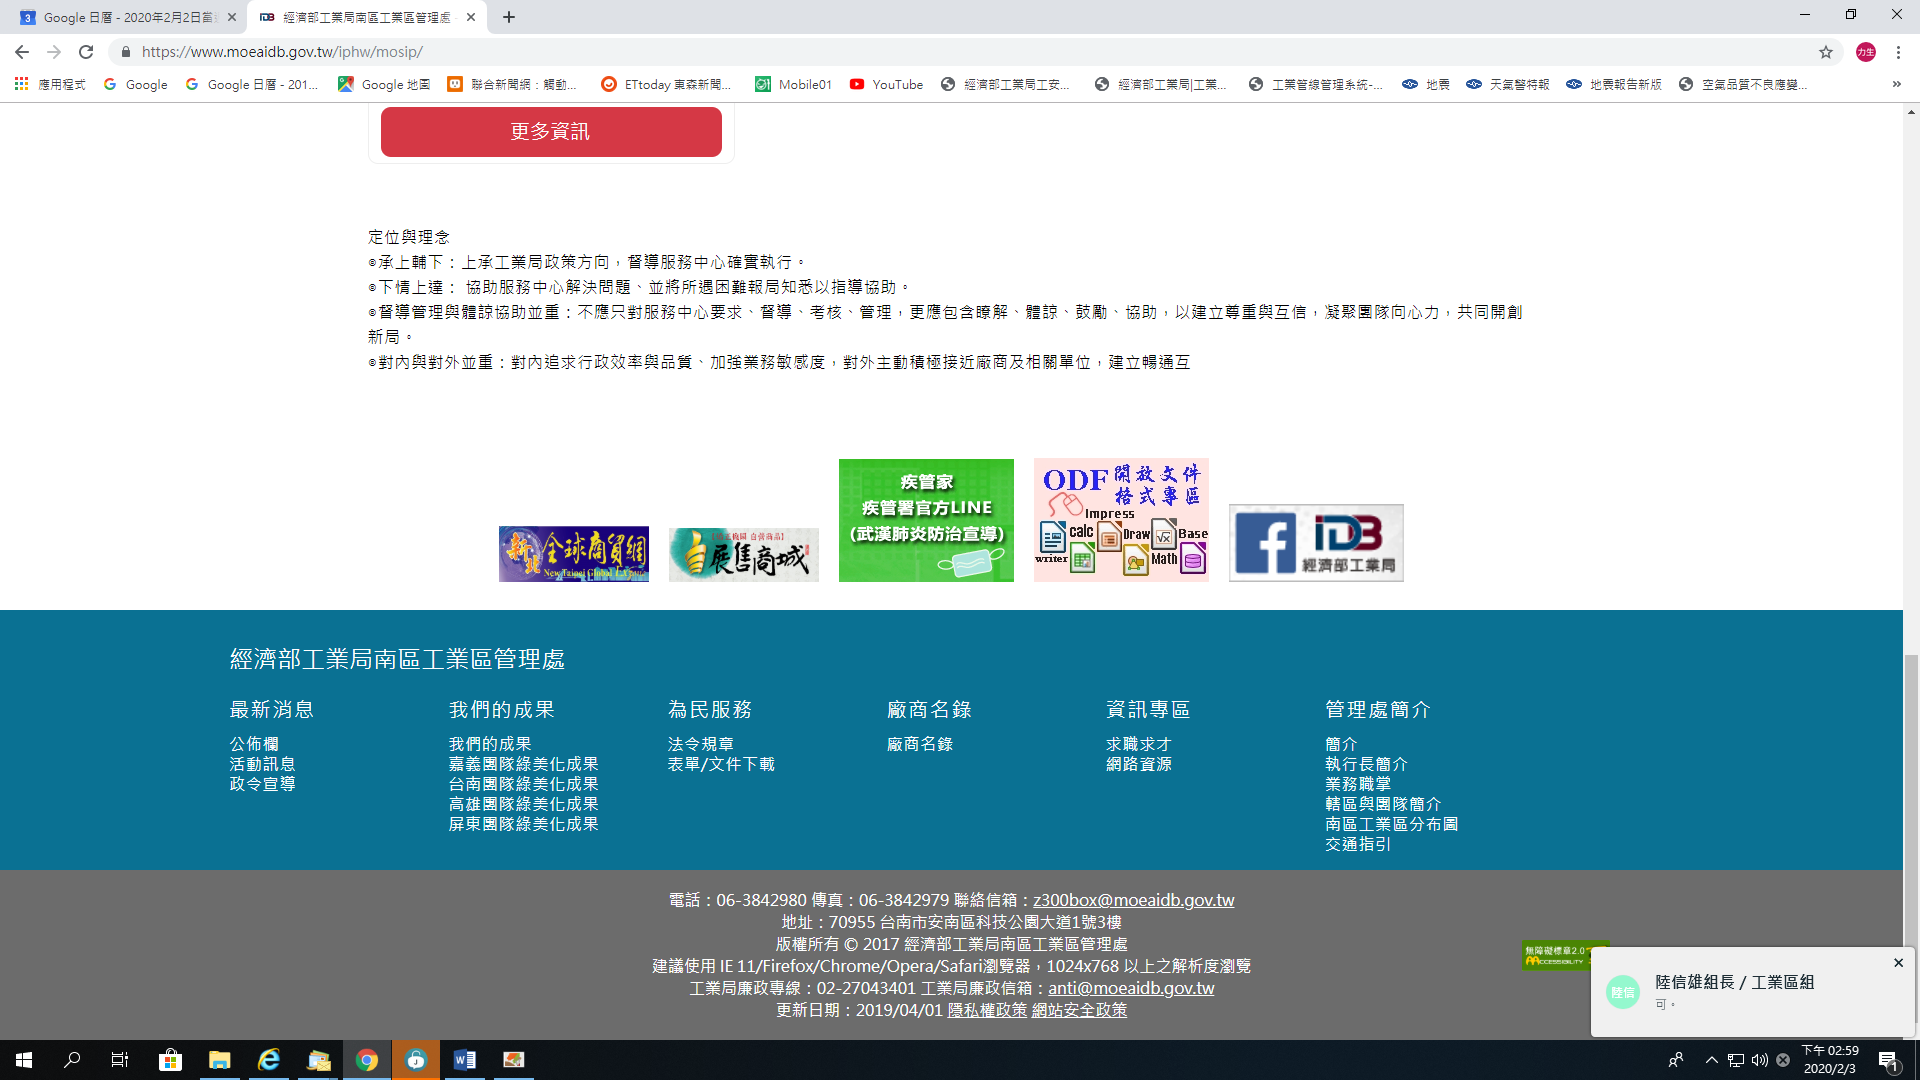 Google 日曆 - 2020年2月2日當
經濟部工業局南區工業區管理處
https://www.moeaidb.gov.tw/iphw/mosip/
力生
應用程式 Google Google 日曆 - 201... Google 地圖 聯合新聞網：觸動... ETtoday 東森新聞... Mobile01 YouTube 經濟部工業局工安... 經濟部工業局|工業... 工業管線管理系統-... 地震 天氣警特報 地震報告新版 空氣品質不良應變... »
更多資訊
定位與理念
⊙承上輔下：上承工業局政策方向，督導服務中心確實執行。
⊙下情上達： 協助服務中心解決問題、並將所遇困難報局知悉以指導協助。
⊙督導管理與體諒協助並重：不應只對服務中心要求、督導、考核、管理，更應包含瞭解、體諒、鼓勵、協助，以建立尊重與互信，凝聚團隊向心力，共同開創
新局。
⊙對內與對外並重：對內追求行政效率與品質、加強業務敏感度，對外主動積極接近廠商及相關單位，建立暢通互
新北 全球商貿網
展售商城
疾管家
疾管署官方LINE
(武漢肺炎防治宣導)
ODF 開放文件
格式專區
Impress
calc Draw Base
writer Math
IDB
經濟部工業局
經濟部工業局南區工業區管理處
最新消息
公佈欄
活動訊息
政令宣導
我們的成果
我們的成果
嘉義團隊綠美化成果
台南團隊綠美化成果
高雄團隊綠美化成果
屏東團隊綠美化成果
為民服務
法令規章
表單/文件下載
廠商名錄
廠商名錄
資訊專區
求職求才
網路資源
管理處簡介
簡介
執行長簡介
業務職掌
轄區與團隊簡介
南區工業區分布圖
交通指引
電話：06-3842980 傳真：06-3842979 聯絡信箱：z300box@moeaidb.gov.tw
地址：70955 台南市安南區科技公園大道1號3樓
版權所有 © 2017 經濟部工業局南區工業區管理處
建議使用 IE 11/Firefox/Chrome/Opera/Safari瀏覽器，1024x768 以上之解析度瀏覽
工業局廉政專線：02-27043401 工業局廉政信箱：anti@moeaidb.gov.tw
更新日期：2019/04/01 隱私權政策 網站安全政策
無障礙標章2.0
ACCESSIBILITY
陸信
陸信雄組長 / 工業區組
可。
下午 02:59
2020/2/3
1